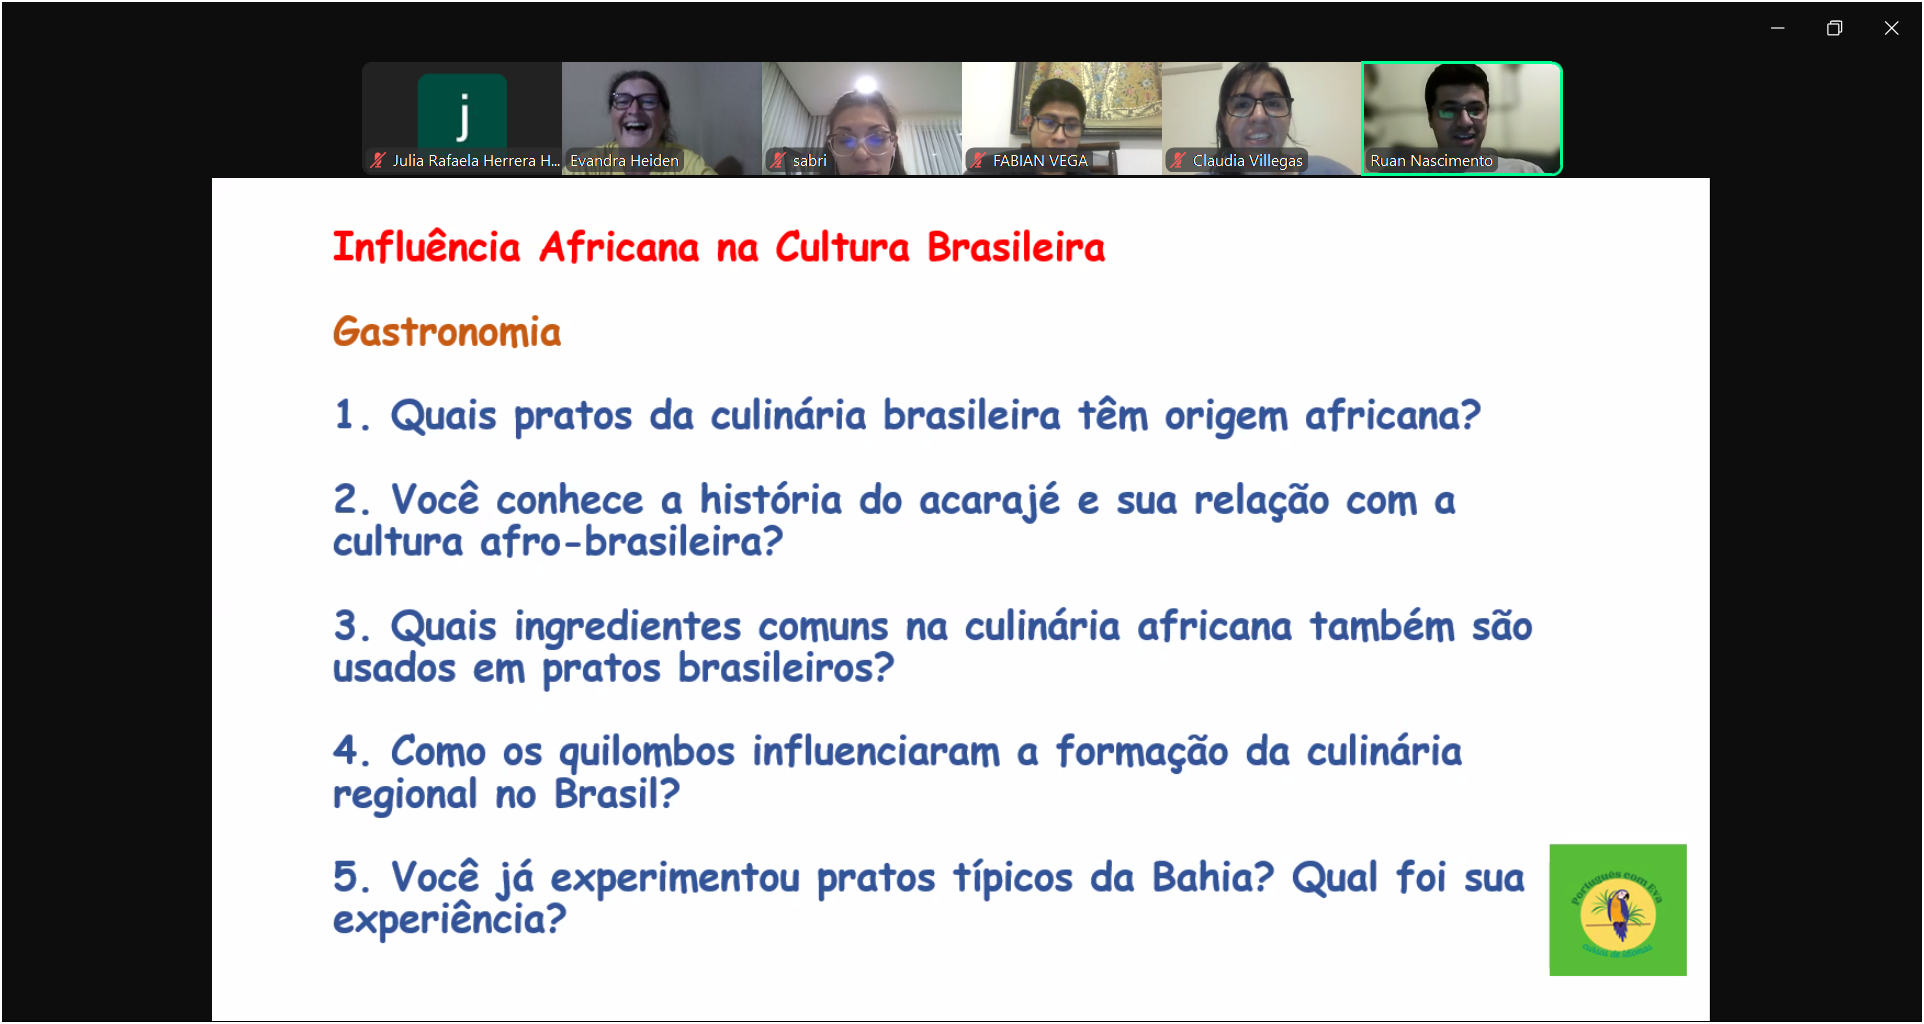 j
Julia Rafaela Herrera H...
Evandra Heiden
sabri
FABIAN VEGA
Claudia Villegas
Ruan Nascimento
Influência Africana na Cultura Brasileira
Gastronomia
1. Quais pratos da culinária brasileira têm origem africana?
2. Você conhece a história do acarajé e sua relação com a
cultura afro-brasileira?
3. Quais ingredientes comuns na culinária africana também são
usados em pratos brasileiros?
4. Como os quilombos influenciaram a formação da culinária
regional no Brasil?
5. Você já experimentou pratos típicos da Bahia? Qual foi sua
experiência?
Português com Eva
cursos de idiomas